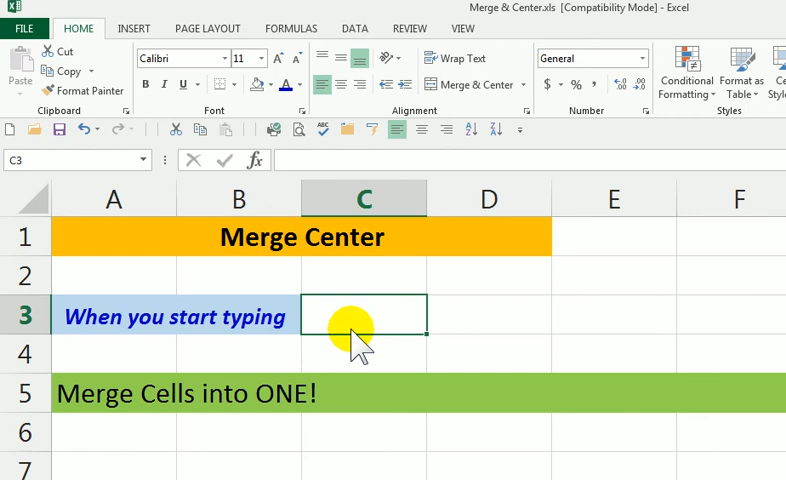 Merge & Center.xls [Compatibility Mode] - Excel
FILE HOME INSERT PAGE LAYOUT FORMULAS DATA REVIEW VIEW
Paste Cut Copy Format Painter
Calibri 11 A A
B I U A
Wrap Text
Merge & Center
General
$ % , .00
Conditional Formatting Format as Table
Clipboard Font Alignment Number Styles
C3 fx
A B C D E F
1 Merge Center
2
3 When you start typing
4
5 Merge Cells into ONE!
6
7